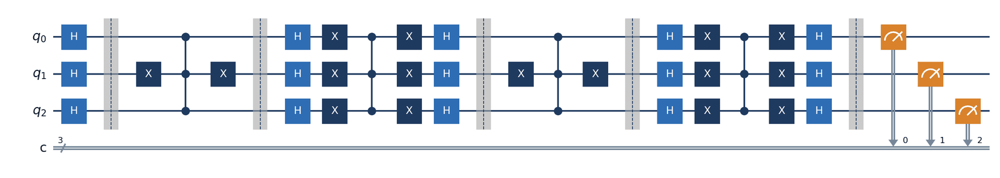 q0 H H X X H H X X H
q1 H X X H X X H X X H X X H
q2 H H X X H H X X H
3
c 0 1 2